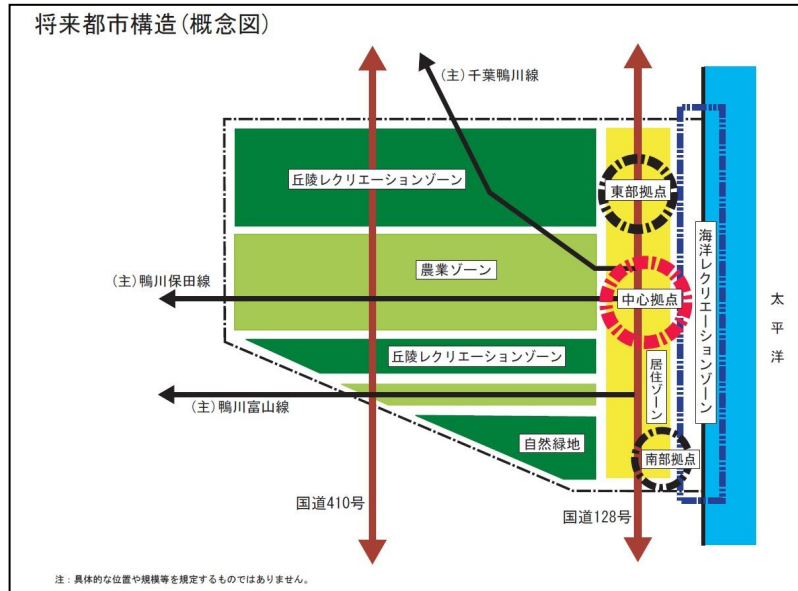 将来都市構造(概念図)
(主)千葉鴨川線
丘陵レクリエーションゾーン
東部拠点
農業ゾーン
(主)鴨川保田線
中心拠点
海洋レクリエーションゾーン
太平洋
丘陵レクリエーションゾーン
居住ゾーン
(主)鴨川富山線
自然緑地
南部拠点
国道410号
国道128号
注:具体的な位置や規模等を規定するものではありません。